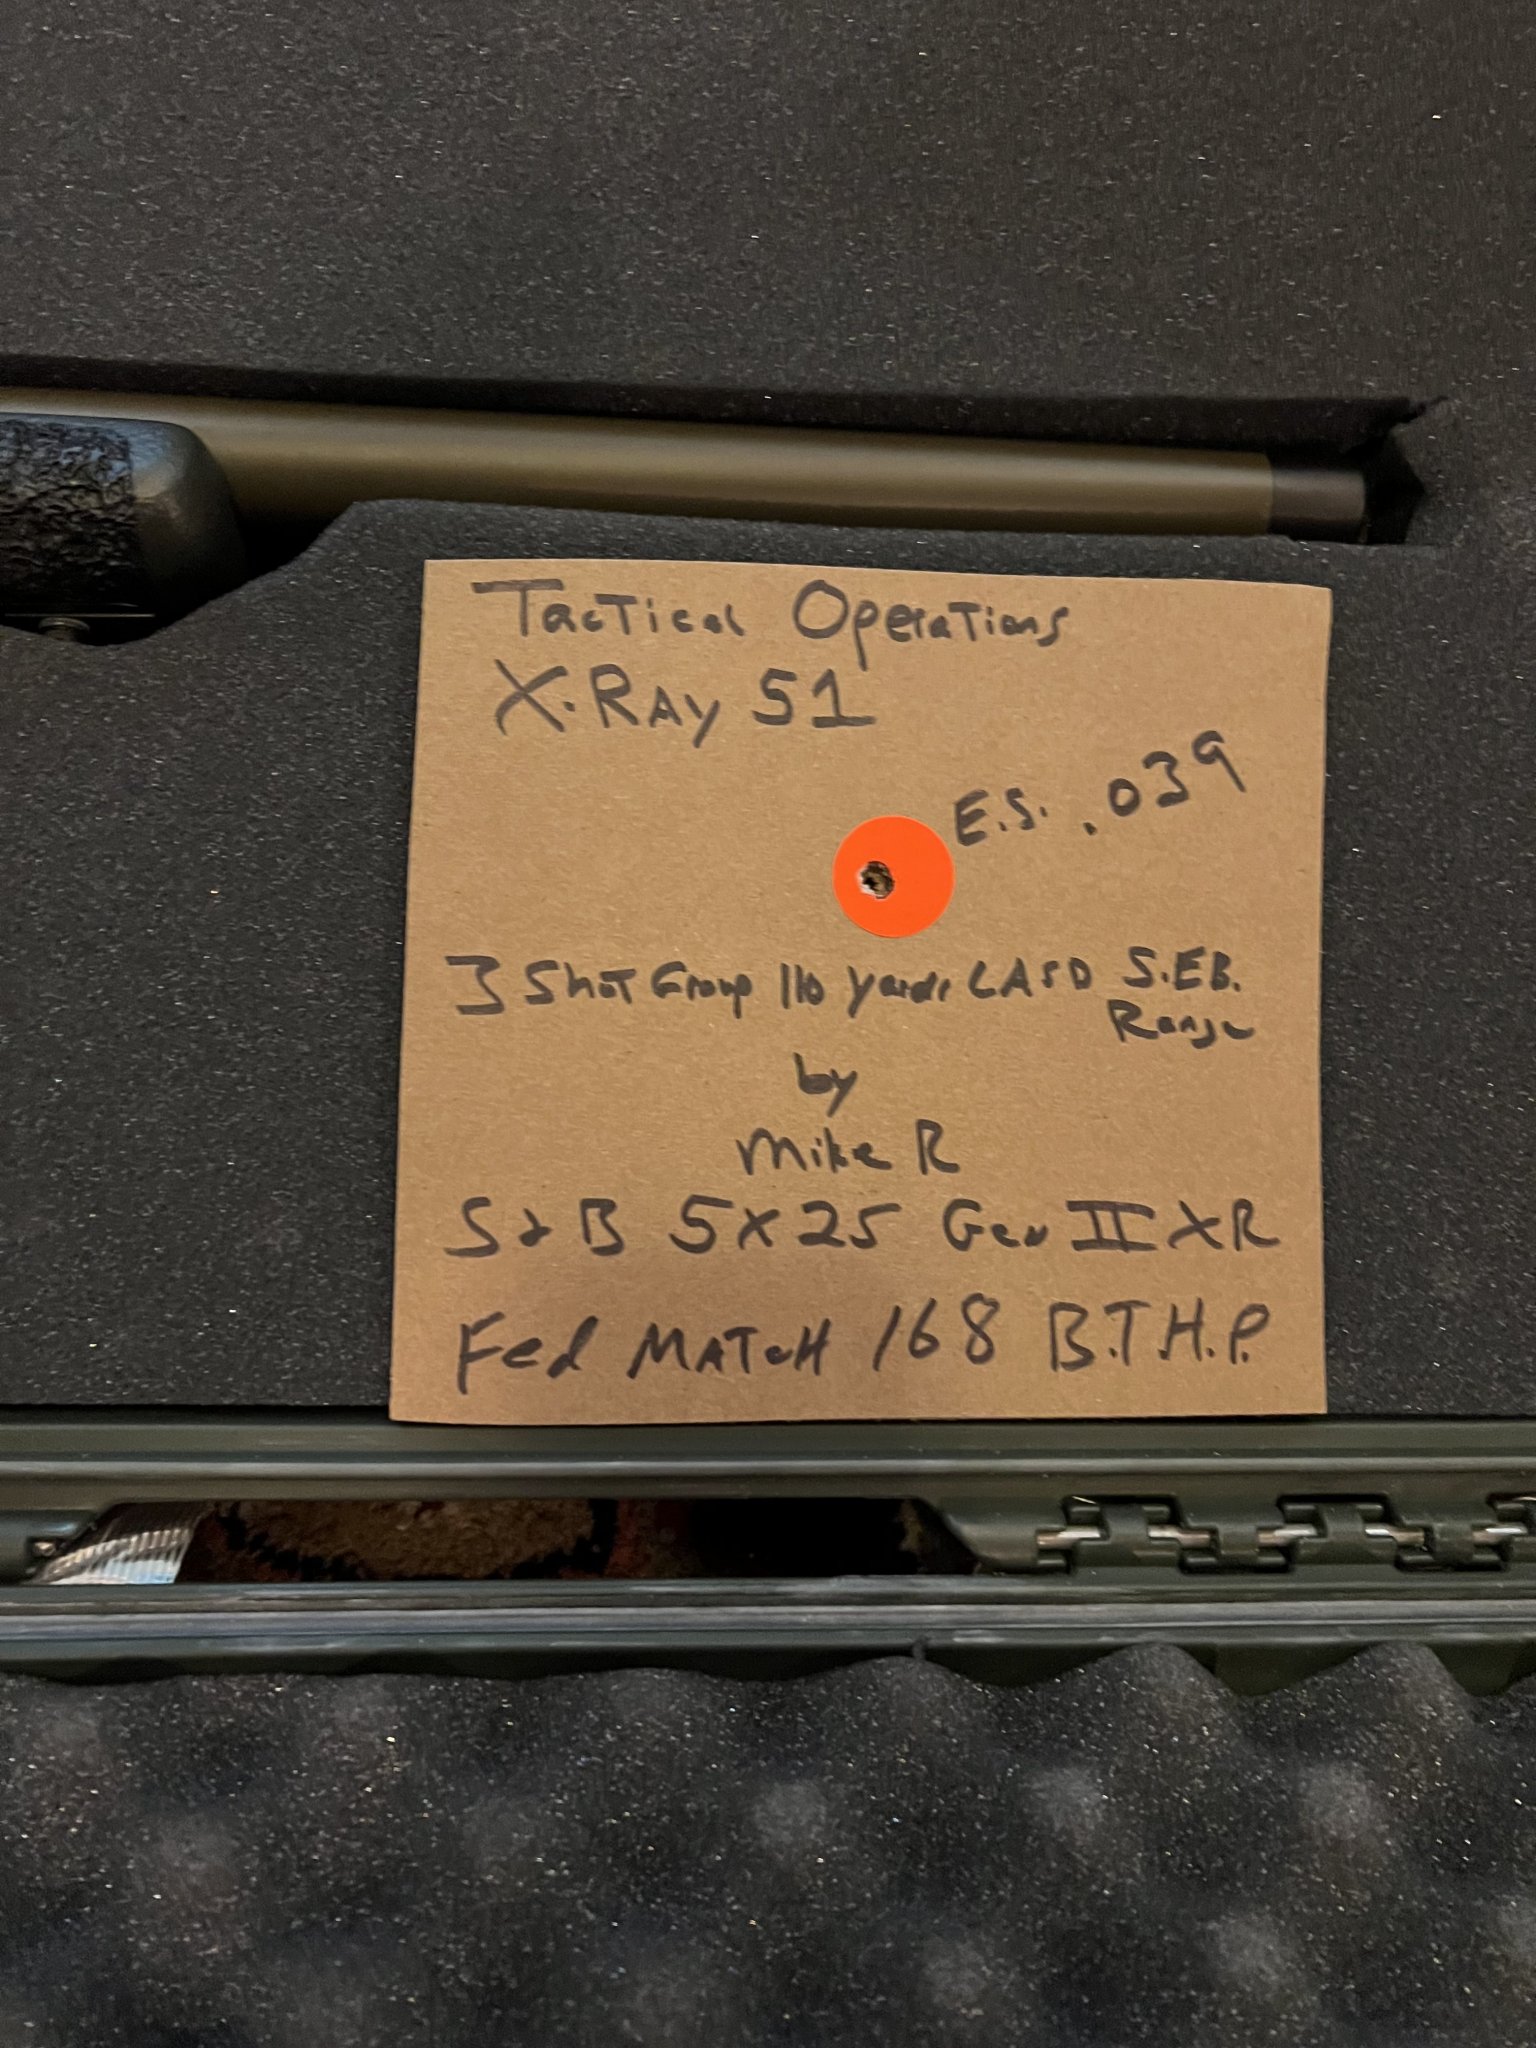 Tactical Operations
X.RAY 51
E.S. .039
3 Shot Group 110 yards LASD S.E.B.
Range
by
Mike R
S&B 5X25 Gen II XR
Fed MATCH 168 B.T.H.P.